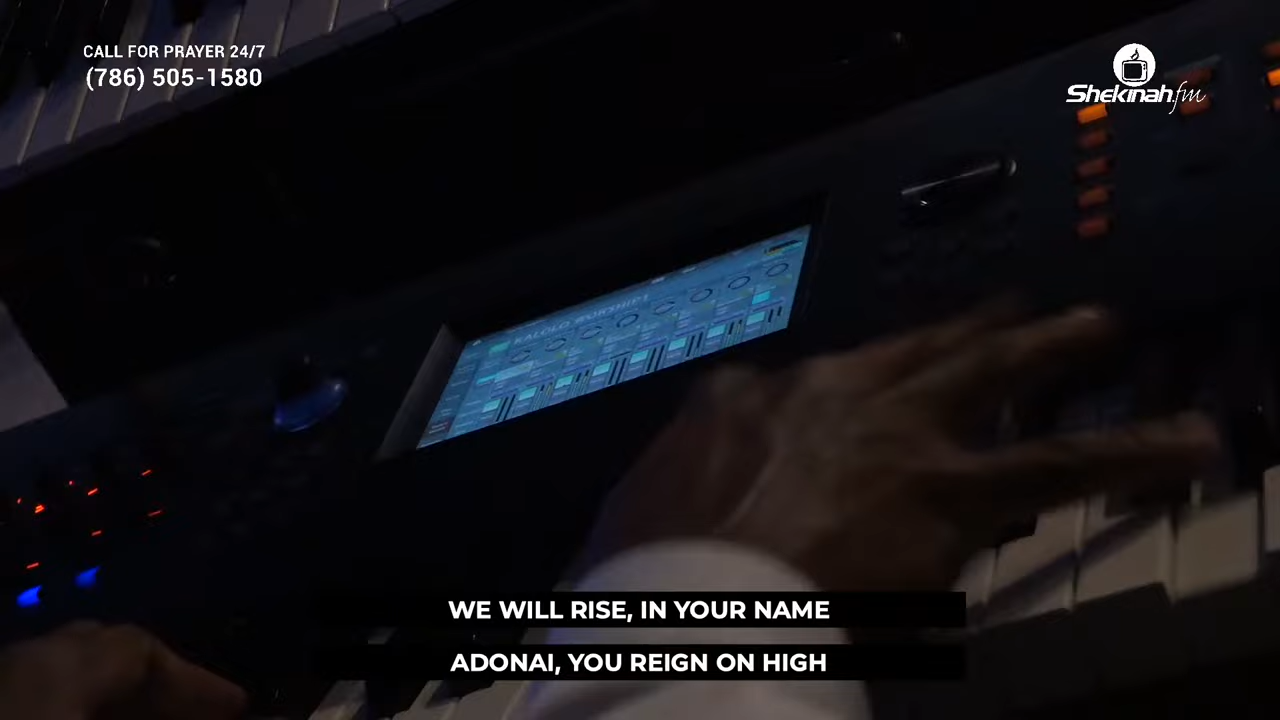 CALL FOR PRAYER 24/7
(786) 505-1580
Shekinah.fm
WE WILL RISE, IN YOUR NAME
ADONAI, YOU REIGN ON HIGH